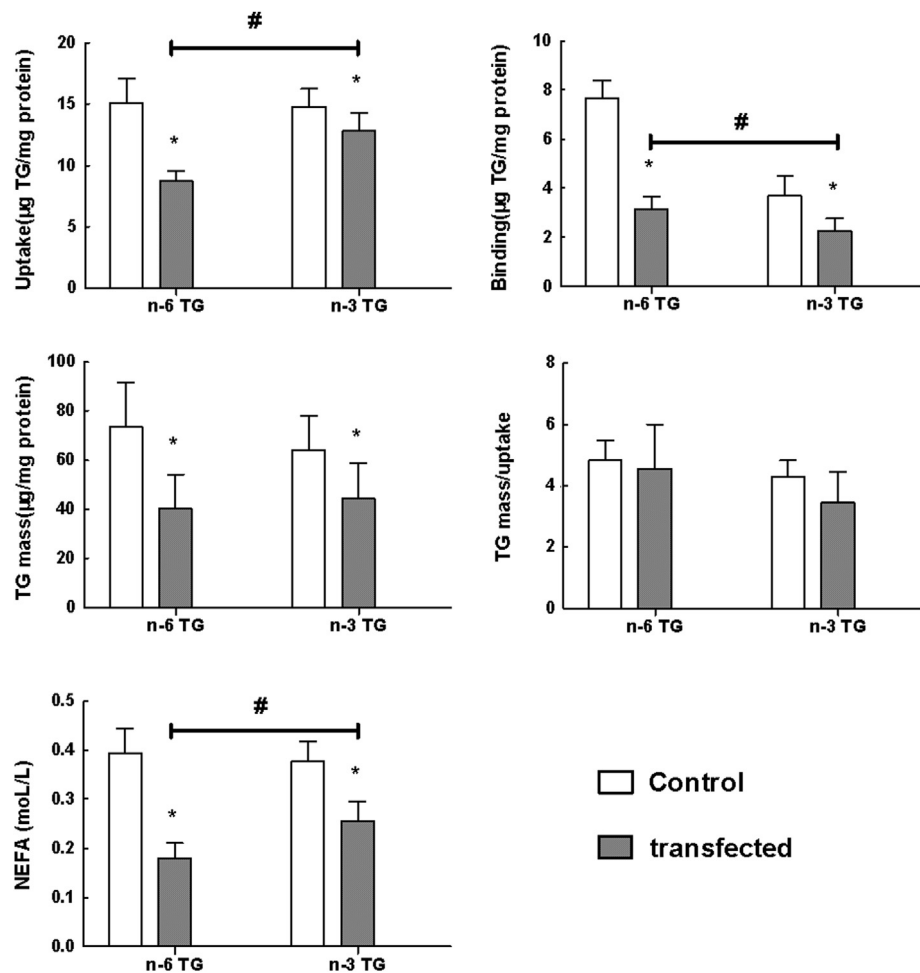 #
20
15
10
5
0
Uptake(µg TG/mg protein)
*
*
n-6 TG
n-3 TG
10
8
6
4
2
0
Binding(µg TG/mg protein)
#
*
*
n-6 TG
n-3 TG
100
80
60
40
20
0
TG mass(µg/mg protein)
*
*
n-6 TG
n-3 TG
8
6
4
2
0
TG mass/uptake
n-6 TG
n-3 TG
0.5
0.4
0.3
0.2
0.1
0.0
NEFA (moL/L)
#
*
*
n-6 TG
n-3 TG
Control
transfected